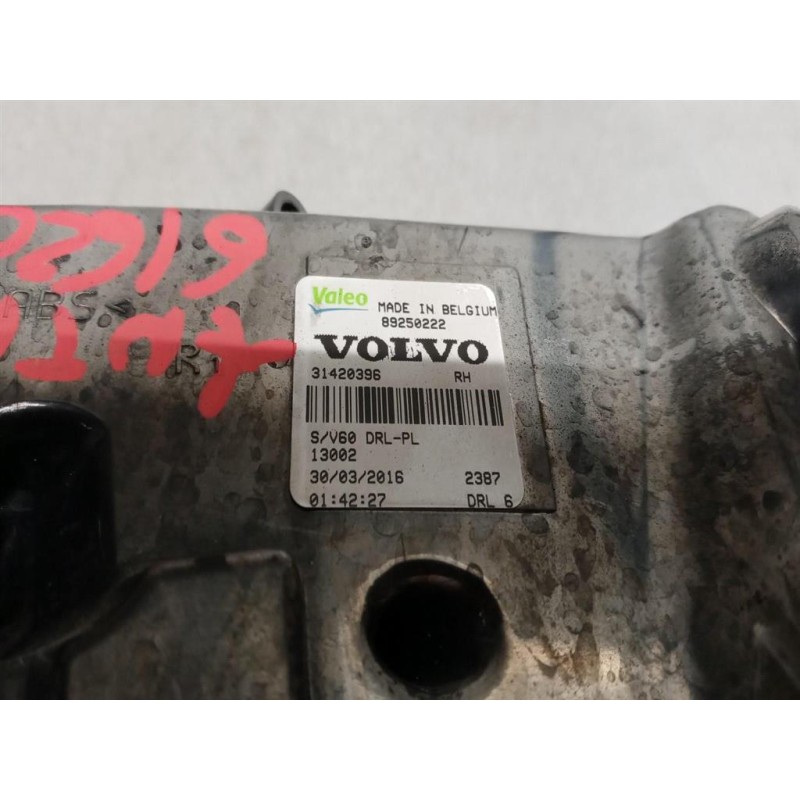 Valeo
MADE IN BELGIUM
89250222
VOLVO
31420396 RH
S/V60 DRL-PL
13002
30/03/2016 2387
01:42:27 DRL 6
ABS<